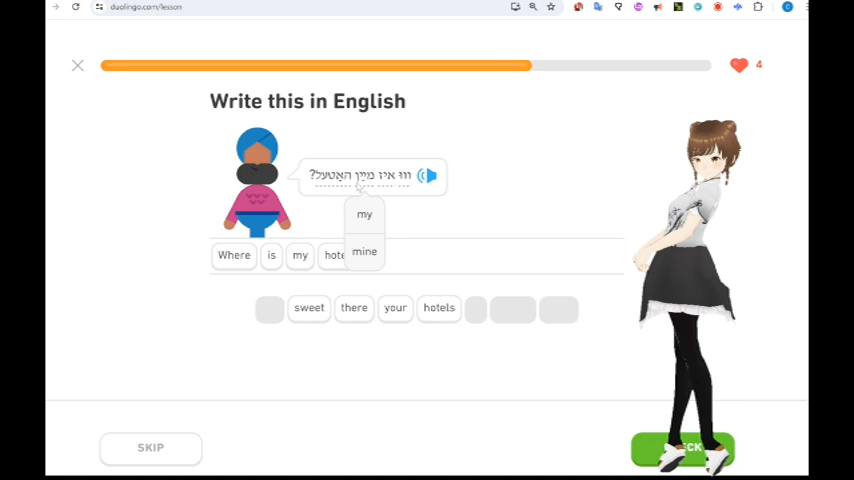 duolingo.com/lesson
4
Write this in English
וווּ איז מײַן האָטעל?
my
mine
Where is my
sweet there your hotels
SKIP